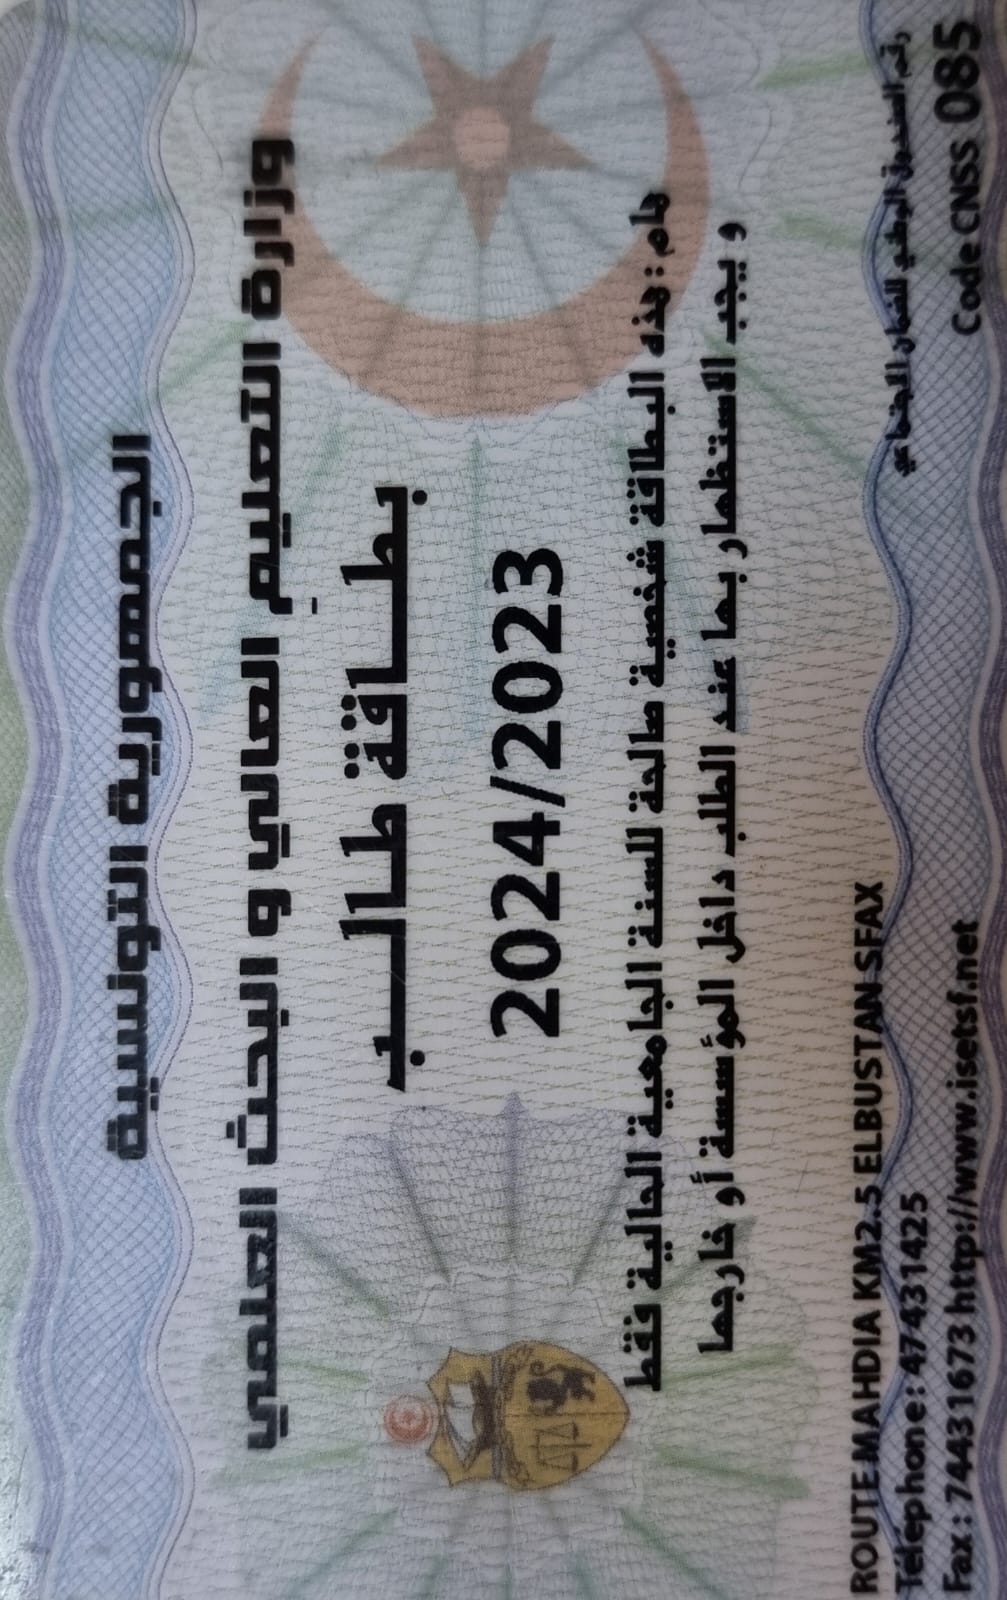 الجمهورية التونسية
وزارة التعليم العالي و البحث العلمي
بطاقة طالب
2024/2023
هام : هذه البطاقة شخصية صالحة للسنة الجامعية الحالية فقط
و يجب الاستظهار بها عند الطلب داخل المؤسسة أو خارجها
ROUTE MAHDIA KM2.5 ELBUSTAN SFAX
رقم الصندوق الوطني للضمان الاجتماعي
Télephone : 47431425
Fax : 74431673 http://www.isetsf.net
Code CNSS 085